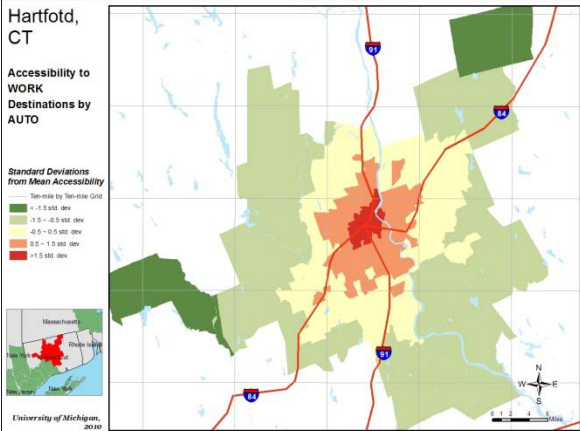 Hartfotd,
CT
Accessibility to
WORK
Destinations by
AUTO
Standard Deviations
from Mean Accessibility
Ten-mile by Ten-mile Grid
< -1.5 std. dev.
-1.5 - -0.5 std. dev.
-0.5 - 0.5 std. dev.
0.5 - 1.5 std. dev.
>1.5 std. dev.
Massachusetts
New York
Rhode Island
New Jersey
New York
University of Michigan,
2010
91
84
91
84
N
W E
S
0 1 2 4 6
Miles